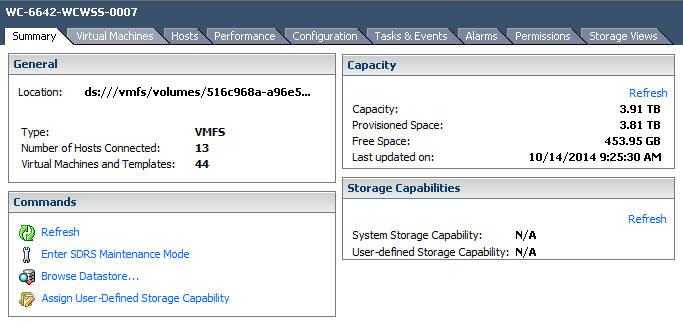 WC-6642-WCWSS-0007
Summary Virtual Machines Hosts Performance Configuration Tasks & Events Alarms Permissions Storage Views
General
Location: ds:///vmfs/volumes/516c968a-a96e5...
Type: VMFS
Number of Hosts Connected: 13
Virtual Machines and Templates: 44
Commands
Refresh
Enter SDRS Maintenance Mode
Browse Datastore...
Assign User-Defined Storage Capability
Capacity
Refresh
Capacity: 3.91 TB
Provisioned Space: 3.81 TB
Free Space: 453.95 GB
Last updated on: 10/14/2014 9:25:30 AM
Storage Capabilities
Refresh
System Storage Capability: N/A
User-defined Storage Capability: N/A